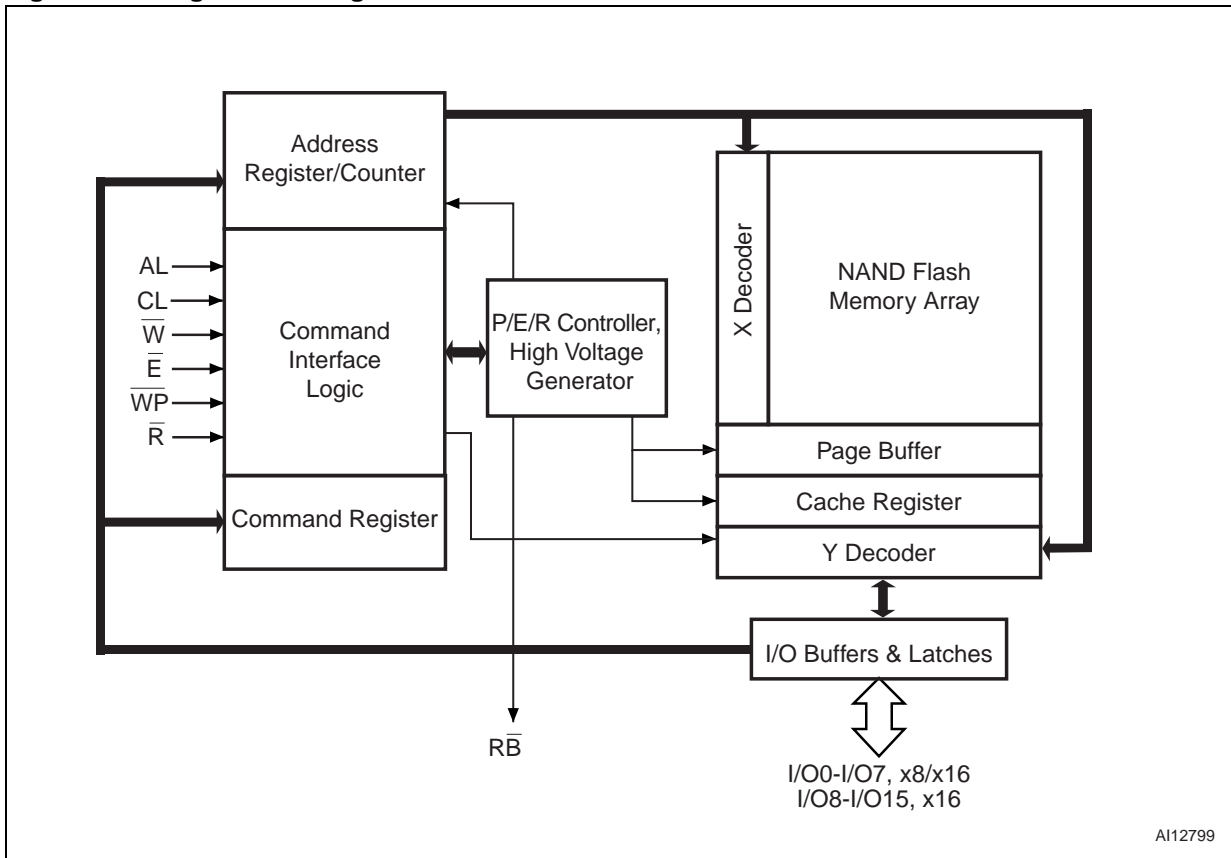 Address
Register/Counter
AL
CL
W̅
E̅
W̅P̅
R̅
Command
Interface
Logic
Command Register
P/E/R Controller,
High Voltage
Generator
RB̅
X Decoder
NAND Flash
Memory Array
Page Buffer
Cache Register
Y Decoder
I/O Buffers & Latches
I/O0-I/O7, x8/x16
I/O8-I/O15, x16
AI12799